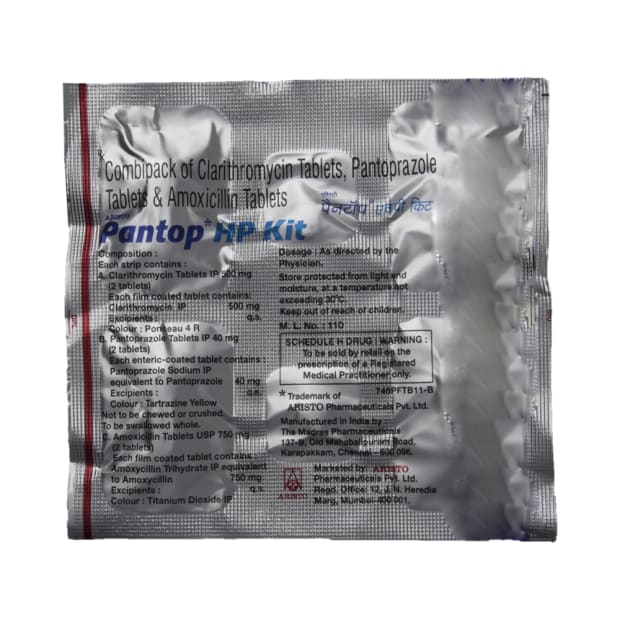 Combipack of Clarithromycin Tablets, Pantoprazole
Tablets & Amoxicillin Tablets
ARISTO
Pantop* HP Kit
एरिस्टो
पैनटॉप* एचपी किट
Composition :
Each strip contains :
A. Clarithromycin Tablets IP 500 mg
(2 tablets)
Each film coated tablet contains:
Clarithromycin IP 500 mg
Excipients : q.s.
Colour : Ponceau 4 R
B. Pantoprazole Tablets IP 40 mg
(2 tablets)
Each enteric-coated tablet contains :
Pantoprazole Sodium IP
equivalent to Pantoprazole 40 mg
Excipients : q.s.
Colour : Tartrazine Yellow
Not to be chewed or crushed.
To be swallowed whole.
C. Amoxicillin Tablets USP 750 mg
(2 tablets)
Each film coated tablet contains :
Amoxycillin Trihydrate IP equivalent
to Amoxycillin 750 mg
Excipients : q.s.
Colour : Titanium Dioxide IP
Dosage : As directed by the
Physician.
Store protected from light and
moisture, at a temperature not
exceeding 30°C.
Keep out of reach of children.
M. L. No. : 110
SCHEDULE H DRUG : WARNING :
To be sold by retail on the
prescription of a Registered
Medical Practitioner only.
746PFTB11-B
* Trademark of
ARISTO Pharmaceuticals Pvt. Ltd.
Manufactured in India by :
The Madras Pharmaceuticals
137-B, Old Mahabalipuram Road,
Karapakkam, Chennai - 600 096.
ARISTO
Marketed by: ARISTO
Pharmaceuticals Pvt. Ltd.
Regd. Office: 12, J. N. Heredia
Marg, Mumbai-400 001.